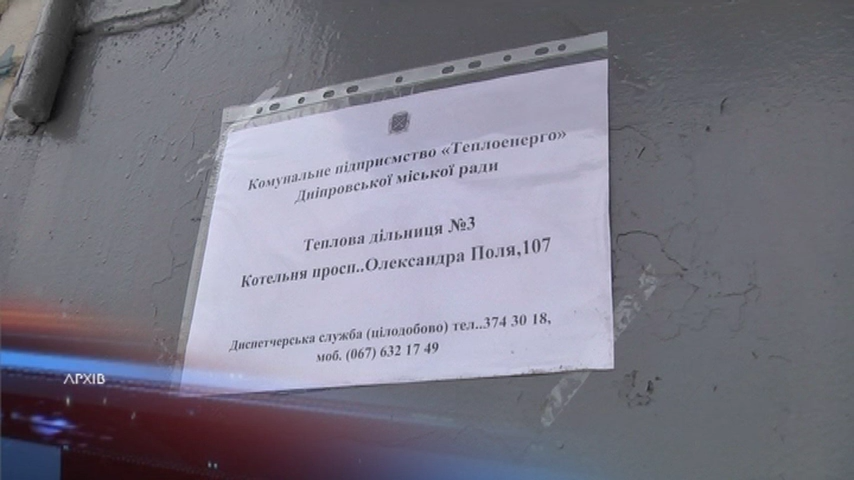 Комунальне підприємство «Теплоенерго»
Дніпровської міської ради
Теплова дільниця №3
Котельня просп..Олександра Поля,107
Диспетчерська служба (цілодобово) тел..374 30 18,
моб. (067) 632 17 49
АРХІВ